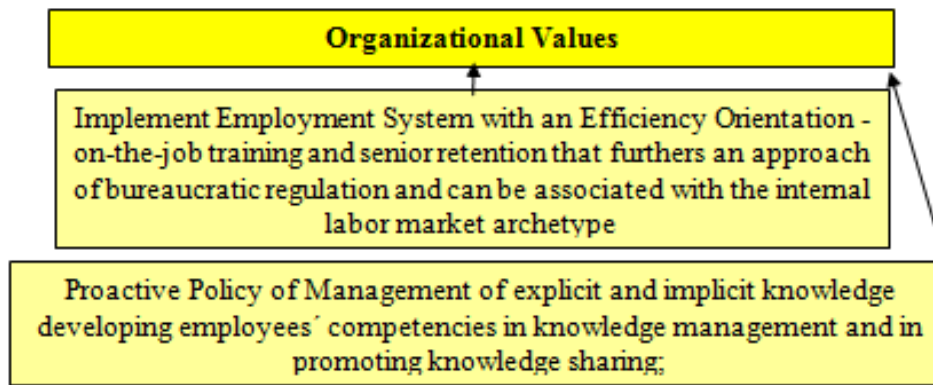 Organizational Values
Implement Employment System with an Efficiency Orientation -
on-the-job training and senior retention that furthers an approach
of bureaucratic regulation and can be associated with the internal
labor market archetype
Proactive Policy of Management of explicit and implicit knowledge
developing employees´ competencies in knowledge management and in
promoting knowledge sharing;